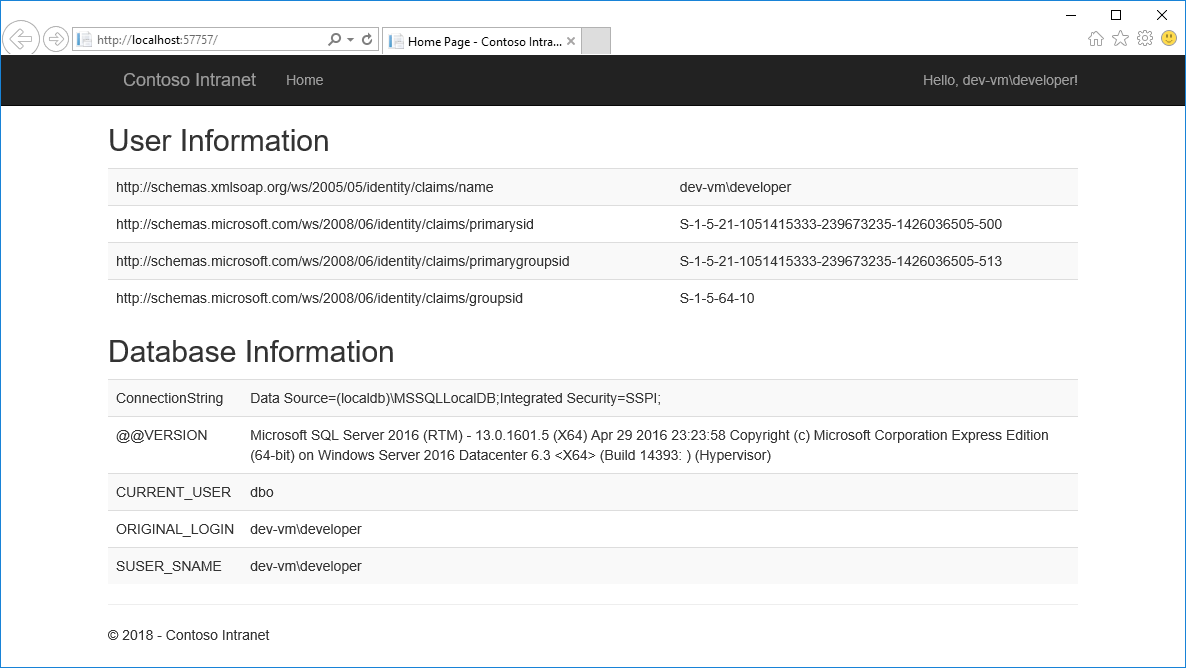 http://localhost:57757/
Home Page - Contoso Intra...
Contoso Intranet Home Hello, dev-vm\developer!
User Information
http://schemas.xmlsoap.org/ws/2005/05/identity/claims/name dev-vm\developer
http://schemas.microsoft.com/ws/2008/06/identity/claims/primarysid S-1-5-21-1051415333-239673235-1426036505-500
http://schemas.microsoft.com/ws/2008/06/identity/claims/primarygroupsid S-1-5-21-1051415333-239673235-1426036505-513
http://schemas.microsoft.com/ws/2008/06/identity/claims/groupsid S-1-5-64-10
Database Information
ConnectionString Data Source=(localdb)\MSSQLLocalDB;Integrated Security=SSPI;
@@VERSION Microsoft SQL Server 2016 (RTM) - 13.0.1601.5 (X64) Apr 29 2016 23:23:58 Copyright (c) Microsoft Corporation Express Edition
(64-bit) on Windows Server 2016 Datacenter 6.3 <X64> (Build 14393: ) (Hypervisor)
CURRENT_USER dbo
ORIGINAL_LOGIN dev-vm\developer
SUSER_SNAME dev-vm\developer
© 2018 - Contoso Intranet